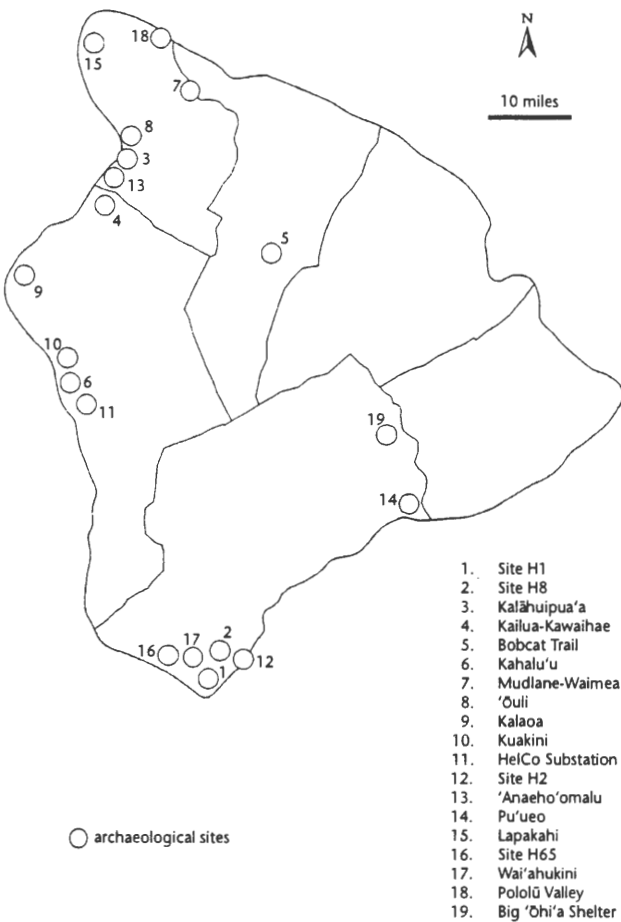 18
N
15
7
10 miles
8
3
13
4
5
9
10
6
11
19
14
2
16
17
12
1
1. Site H1
2. Site H8
3. Kalāhuipua'a
4. Kailua-Kawaihae
5. Bobcat Trail
6. Kahalu'u
7. Mudlane-Waimea
8. 'Ōuli
9. Kalaoa
10. Kuakini
11. HelCo Substation
12. Site H2
13. 'Anaeho'omalu
14. Pu'ueo
15. Lapakahi
16. Site H65
17. Wai'ahukini
18. Pololū Valley
19. Big 'Ōhi'a Shelter
archaeological sites